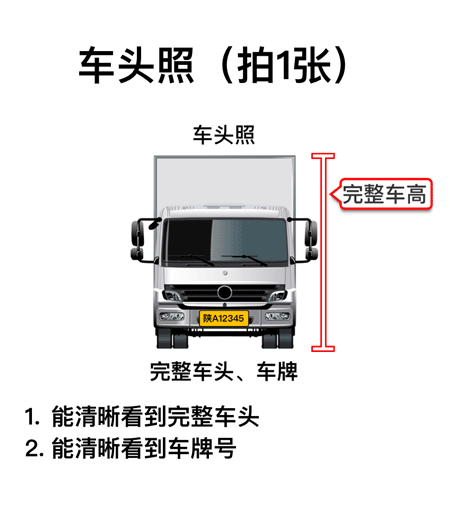 车头照（拍1张）
车头照
完整车高
陕A12345
完整车头、车牌
1. 能清晰看到完整车头
2. 能清晰看到车牌号